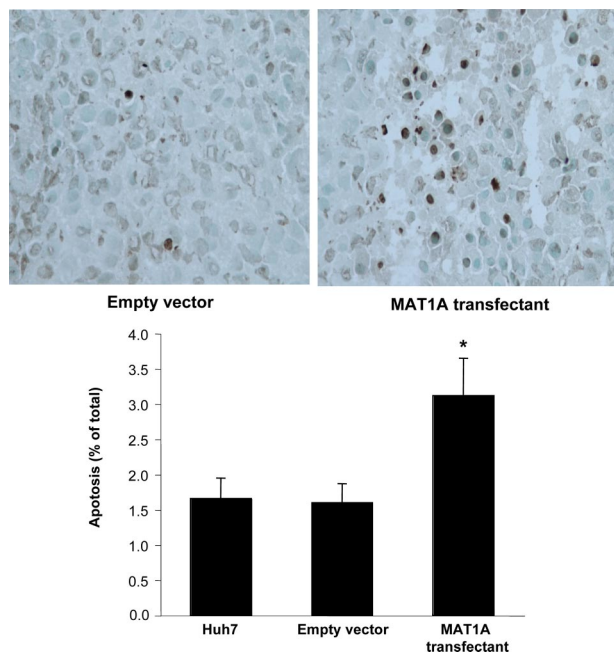 Empty vector
MAT1A transfectant
Apotosis (% of total)
4.0
3.5
3.0
2.5
2.0
1.5
1.0
0.5
0.0
*
Huh7
Empty vector
MAT1A
transfectant